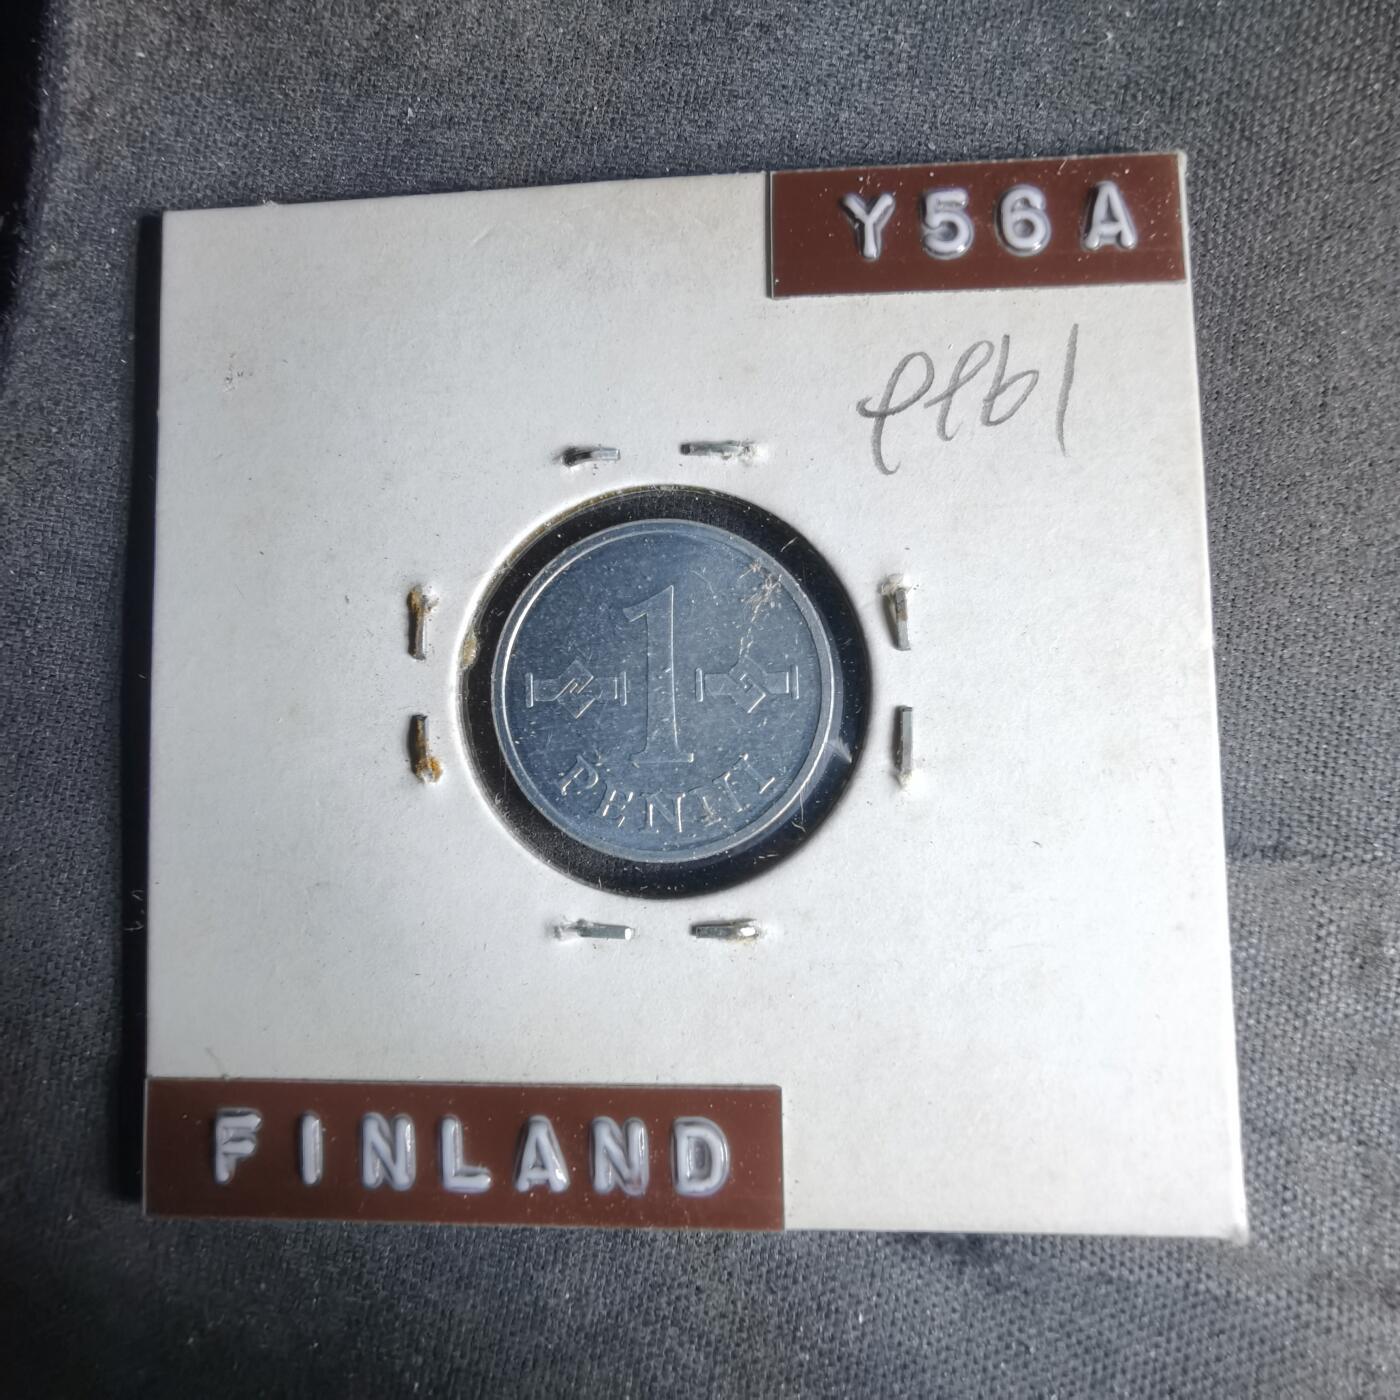 Y56A
1
PENNI
FINLAND